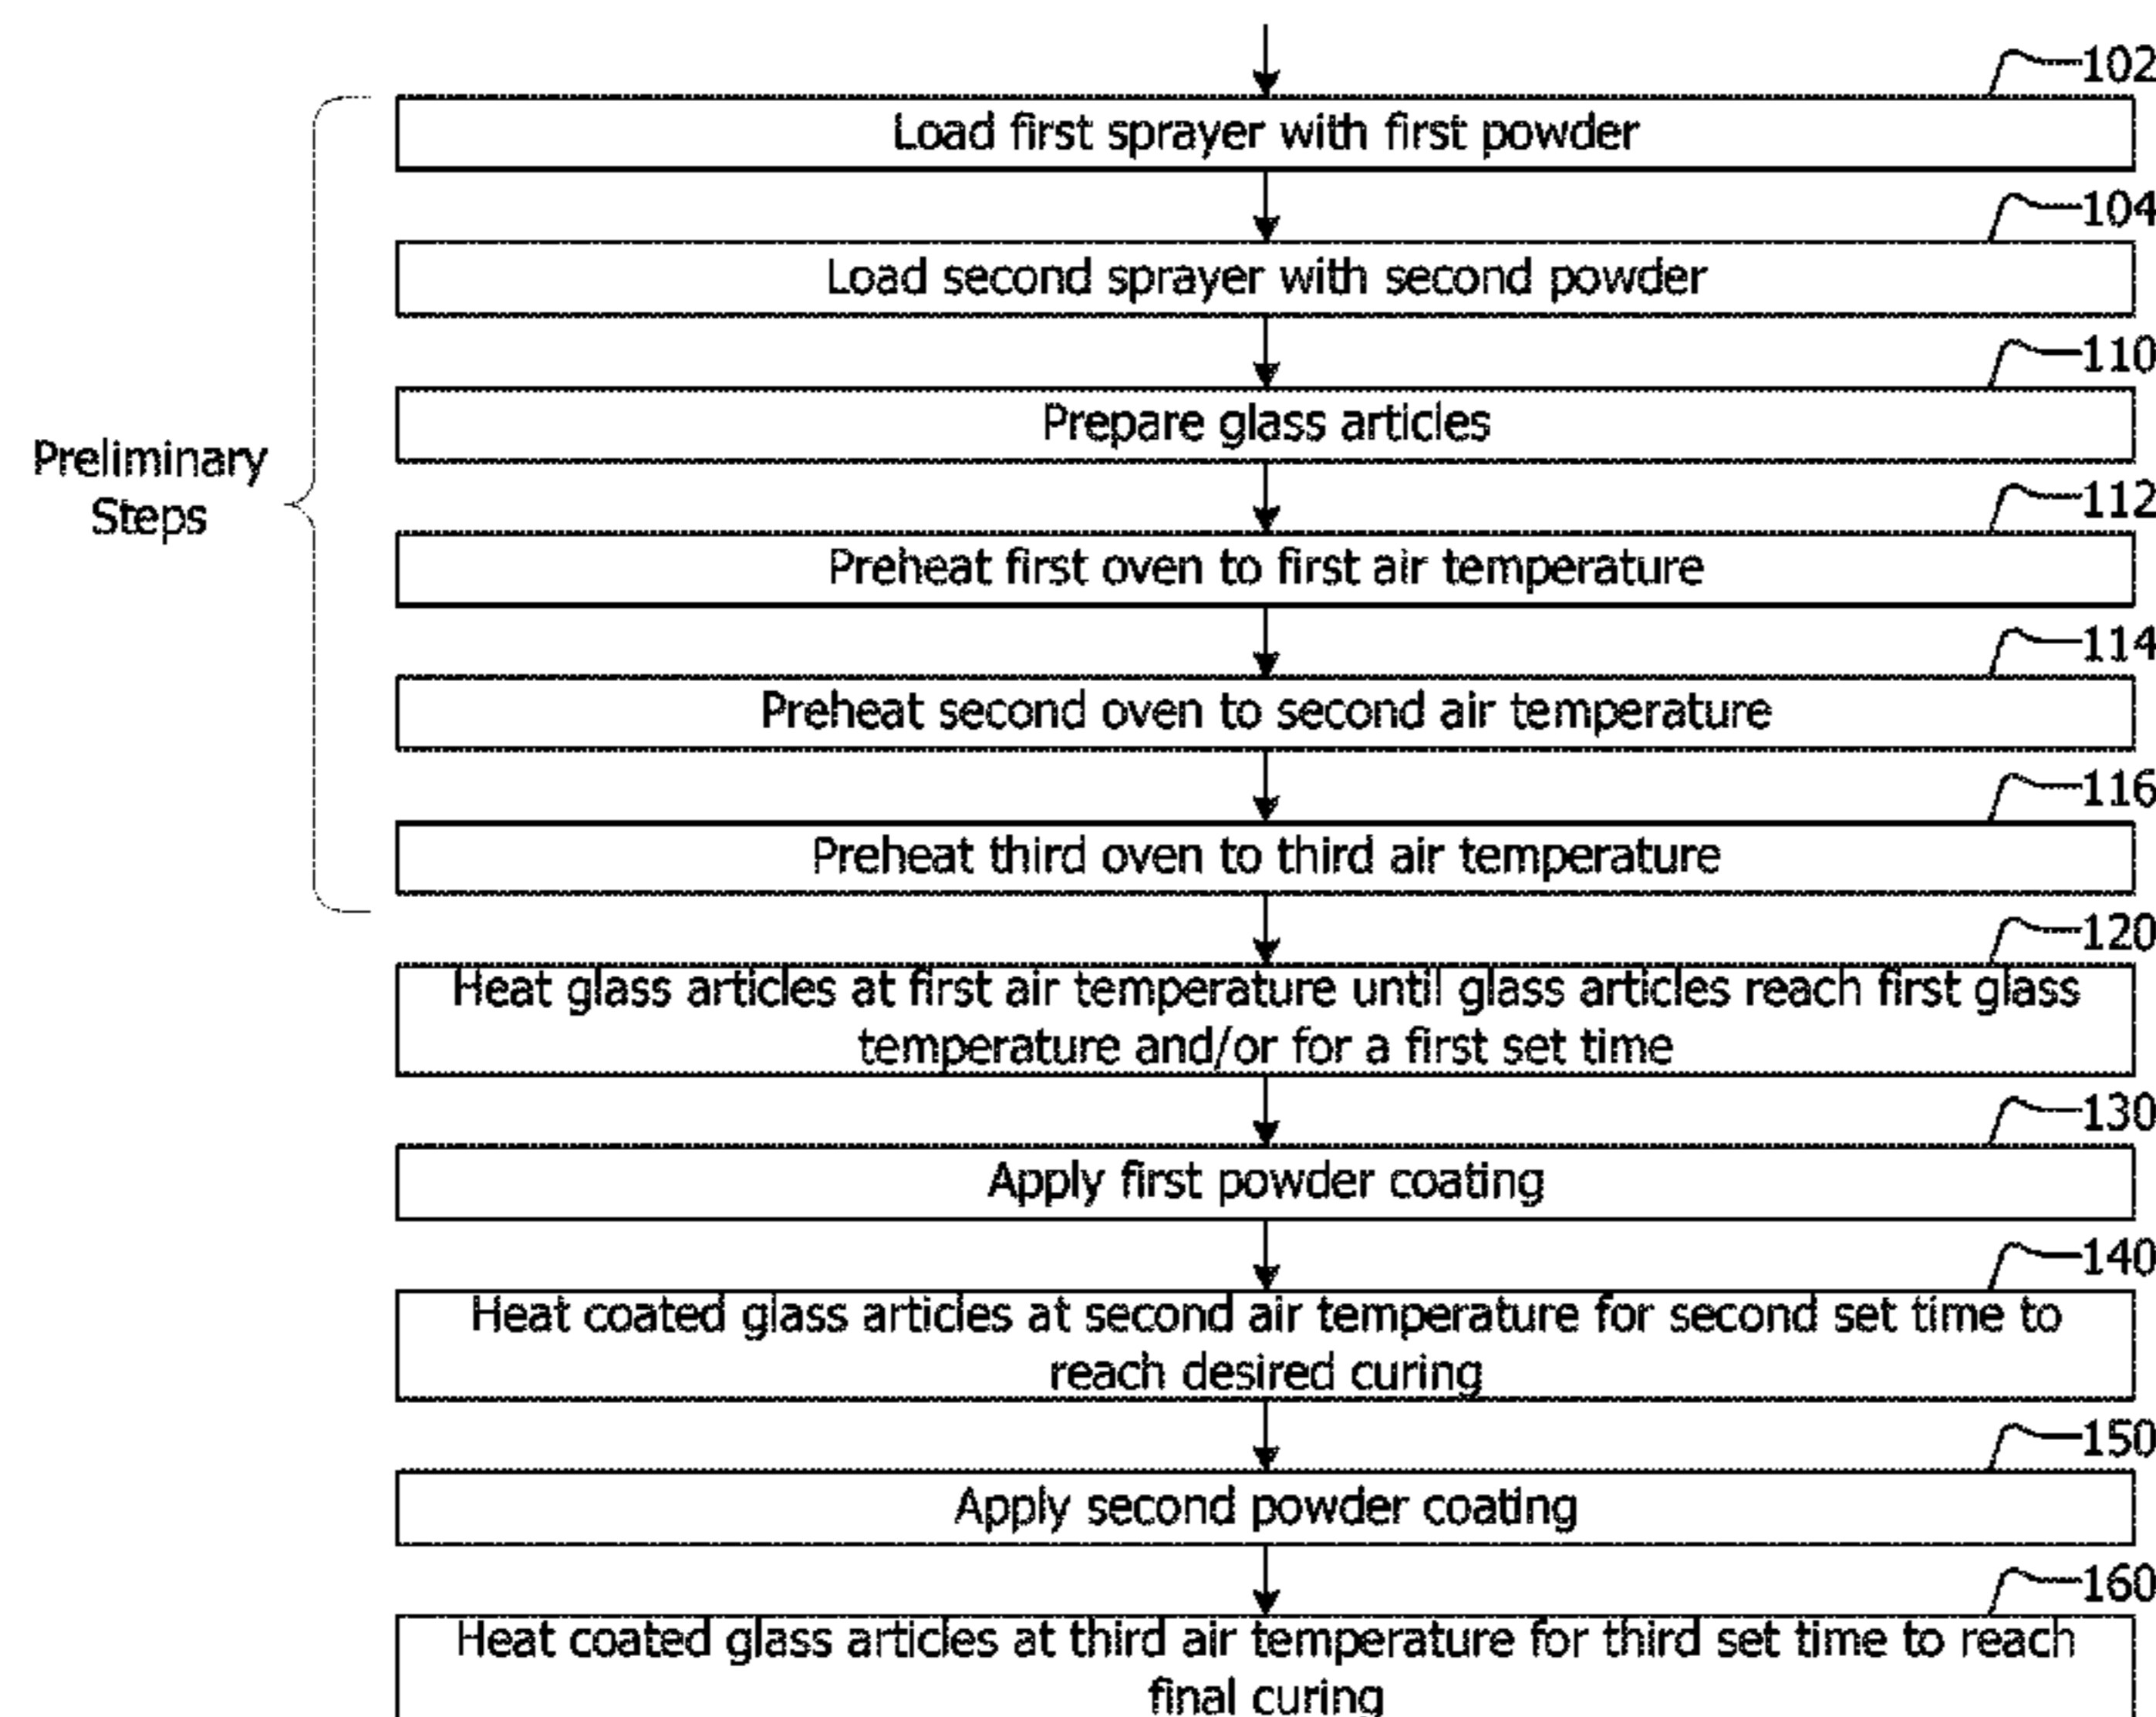 102
Load first sprayer with first powder
104
Load second sprayer with second powder
110
Prepare glass articles
Preliminary
Steps
112
Preheat first oven to first air temperature
114
Preheat second oven to second air temperature
116
Preheat third oven to third air temperature
120
Heat glass articles at first air temperature until glass articles reach first glass
temperature and/or for a first set time
130
Apply first powder coating
140
Heat coated glass articles at second air temperature for second set time to
reach desired curing
150
Apply second powder coating
160
Heat coated glass articles at third air temperature for third set time to reach
final curing